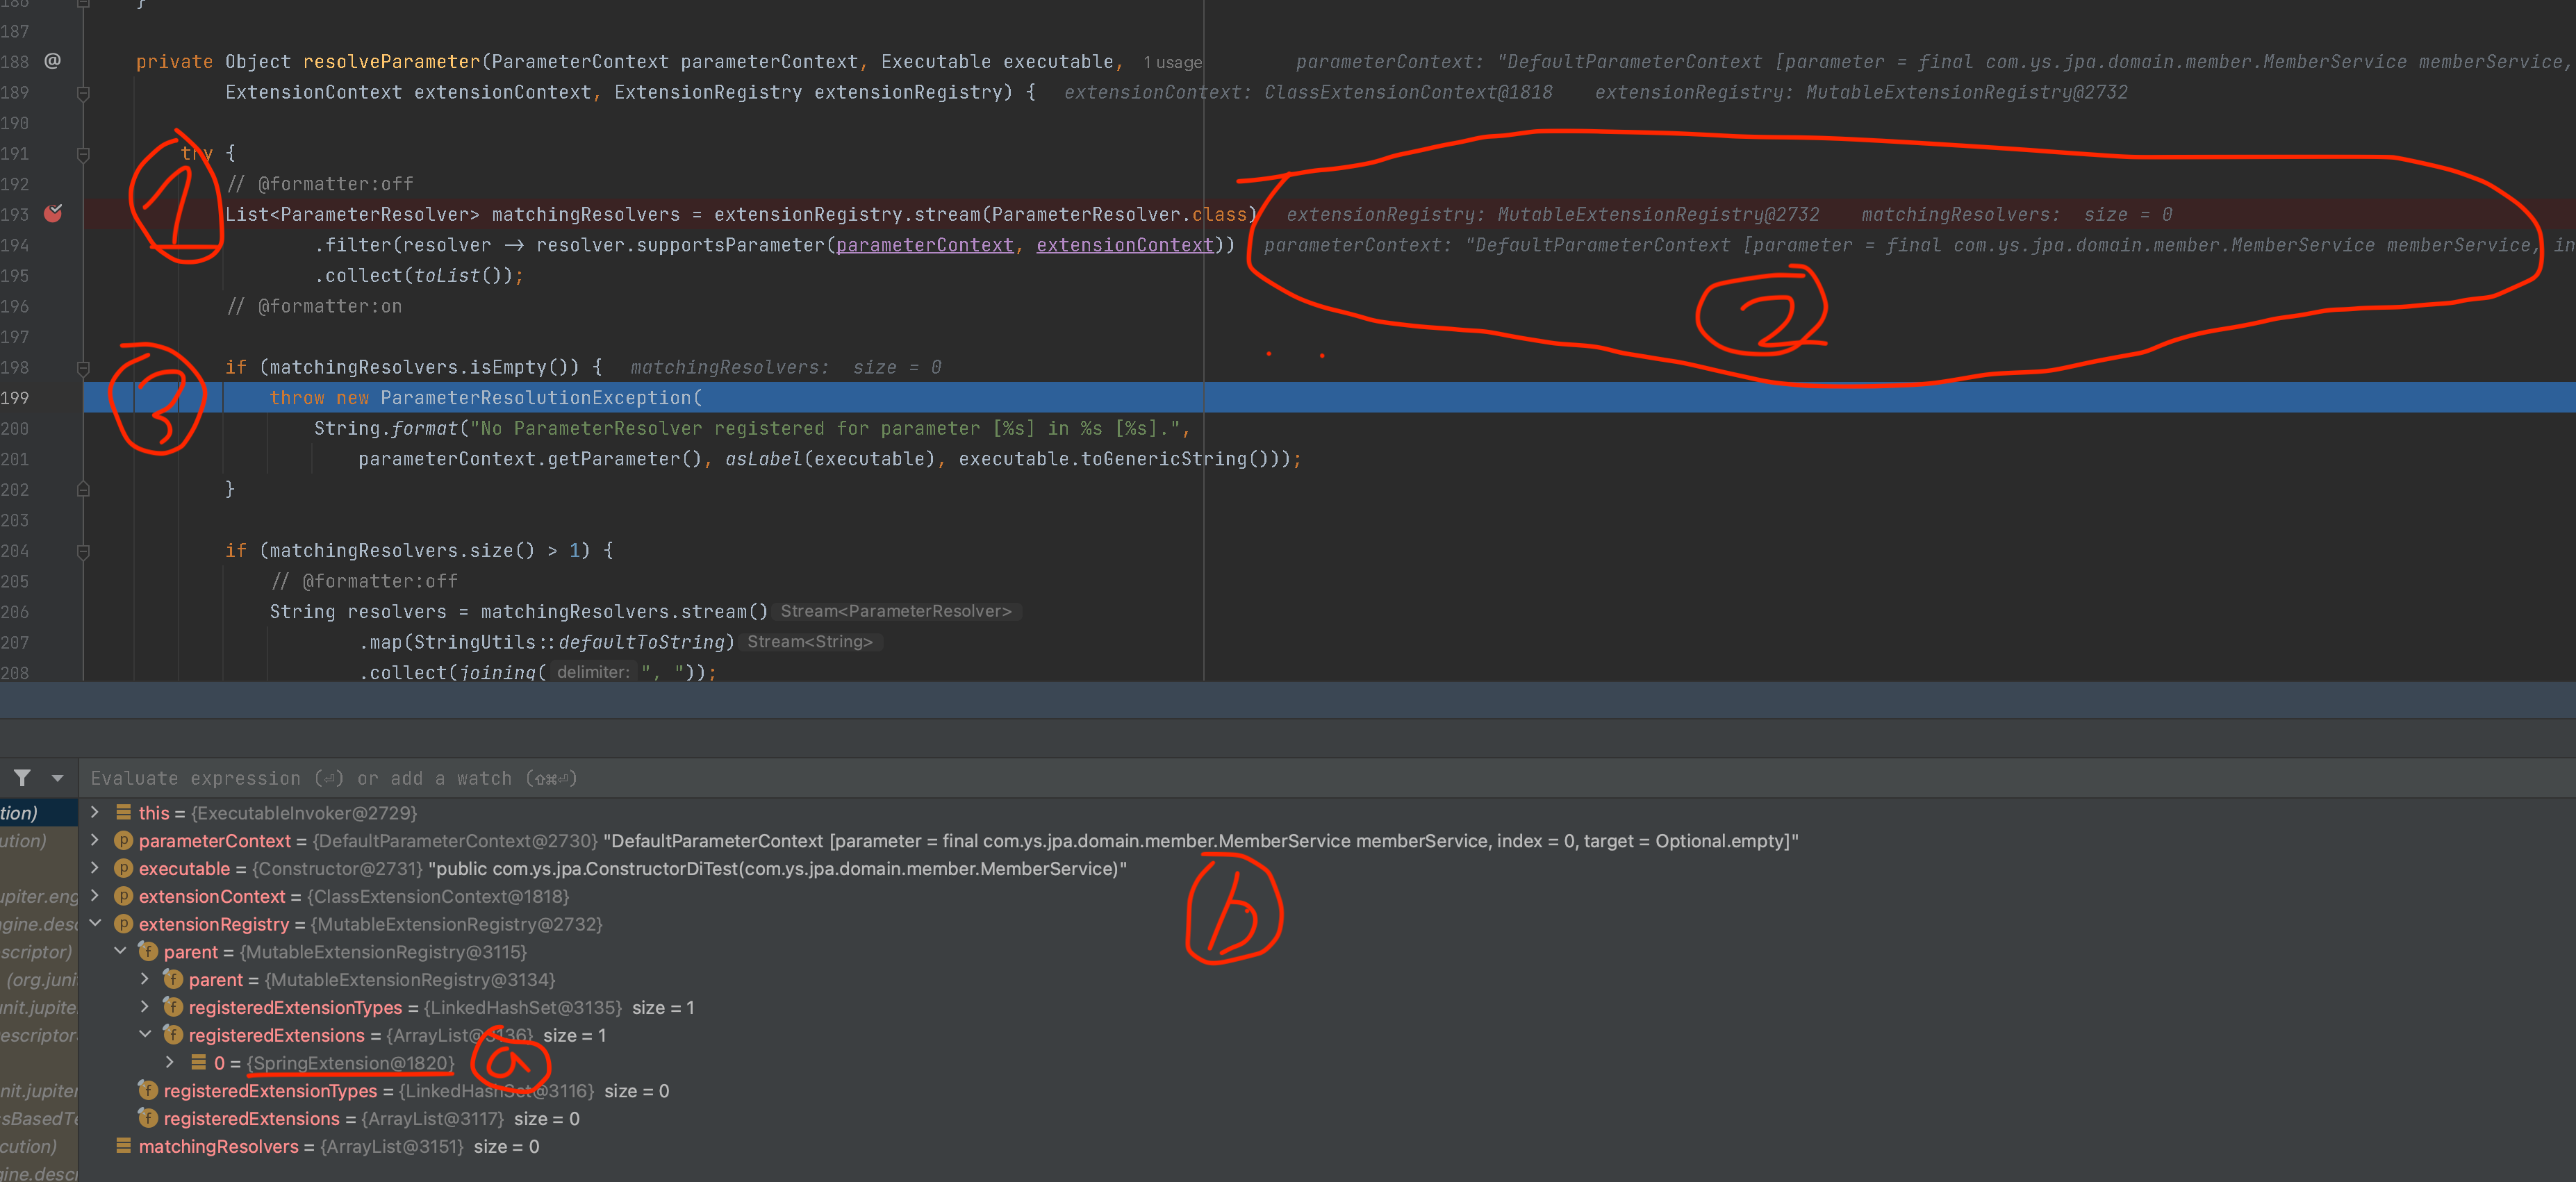 186 }
187
188 @ private Object resolveParameter(ParameterContext parameterContext, Executable executable, 1 usage parameterContext: "DefaultParameterContext [parameter = final com.ys.jpa.domain.member.MemberService memberService,
189 ExtensionContext extensionContext, ExtensionRegistry extensionRegistry) { extensionContext: ClassExtensionContext@1818 extensionRegistry: MutableExtensionRegistry@2732
190
191 try {
1
192 // @formatter:off
193 List<ParameterResolver> matchingResolvers = extensionRegistry.stream(ParameterResolver.class) extensionRegistry: MutableExtensionRegistry@2732 matchingResolvers: size = 0
194 .filter(resolver -> resolver.supportsParameter(parameterContext, extensionContext)) parameterContext: "DefaultParameterContext [parameter = final com.ys.jpa.domain.member.MemberService memberService, in
195 .collect(toList());
196 // @formatter:on
2
197
198 if (matchingResolvers.isEmpty()) { matchingResolvers: size = 0
199 throw new ParameterResolutionException(
3
200 String.format("No ParameterResolver registered for parameter [%s] in %s [%s].",
201 parameterContext.getParameter(), asLabel(executable), executable.toGenericString()));
202 }
203
204 if (matchingResolvers.size() > 1) {
205 // @formatter:off
206 String resolvers = matchingResolvers.stream() Stream<ParameterResolver>
207 .map(StringUtils::defaultToString) Stream<String>
208 .collect(joining( delimiter: ", "));
Evaluate expression (⏎) or add a watch (⇧⌘⏎)
tion) this = {ExecutableInvoker@2729}
ution) parameterContext = {DefaultParameterContext@2730} "DefaultParameterContext [parameter = final com.ys.jpa.domain.member.MemberService memberService, index = 0, target = Optional.empty]"
executable = {Constructor@2731} "public com.ys.jpa.ConstructorDiTest(com.ys.jpa.domain.member.MemberService)"
upiter.eng extensionContext = {ClassExtensionContext@1818}
b
ngine.desc extensionRegistry = {MutableExtensionRegistry@2732}
scriptor) parent = {MutableExtensionRegistry@3115}
(org.juni parent = {MutableExtensionRegistry@3134}
unit.jupite registeredExtensionTypes = {LinkedHashSet@3135} size = 1
escriptor registeredExtensions = {ArrayList@3136} size = 1
0 = {SpringExtension@1820}
a
nit.jupiter registeredExtensionTypes = {LinkedHashSet@3116} size = 0
ssBasedTe registeredExtensions = {ArrayList@3117} size = 0
cution) matchingResolvers = {ArrayList@3151} size = 0
gine.descr